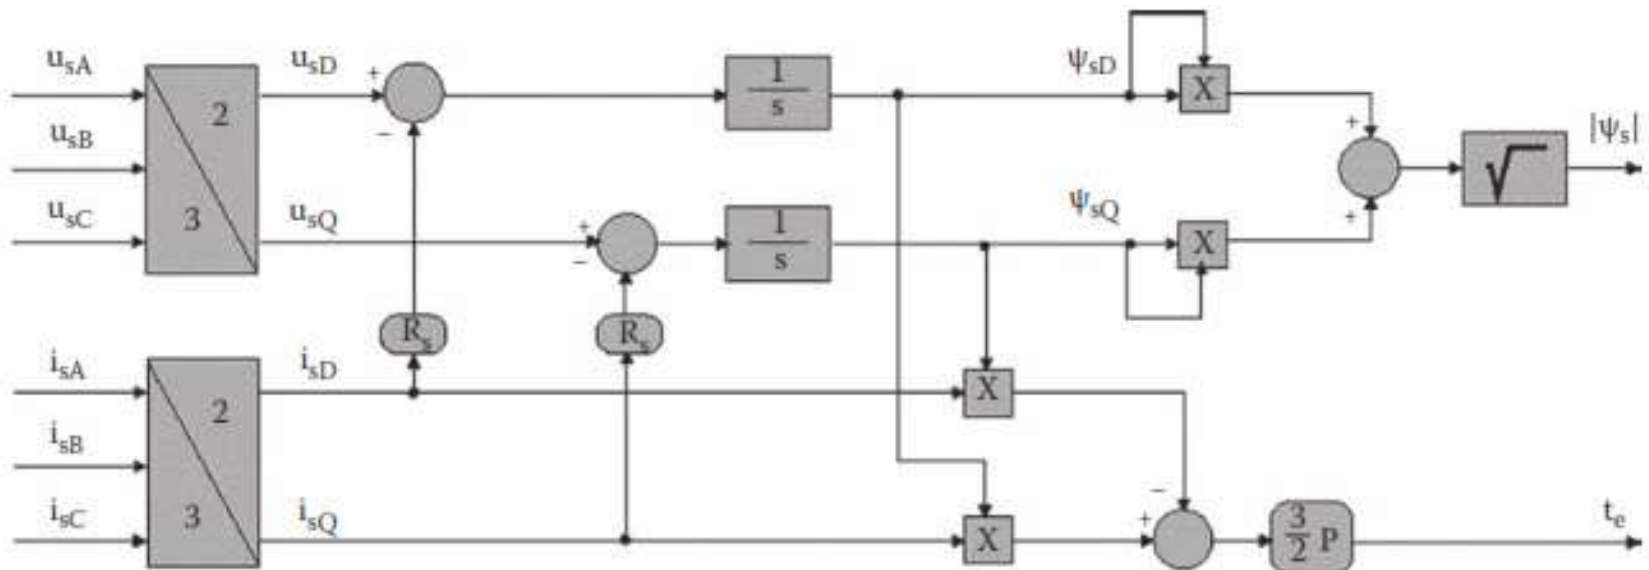 u_sA
u_sD
+
−
1/s
ψ_sD
X
2
u_sB
+
|ψ_s|
√
3
u_sC
u_sQ
+
−
1/s
ψ_sQ
X
+
R_s
R_s
i_sA
i_sD
X
2
i_sB
−
3
i_sC
i_sQ
X
+
3/2 P
t_e